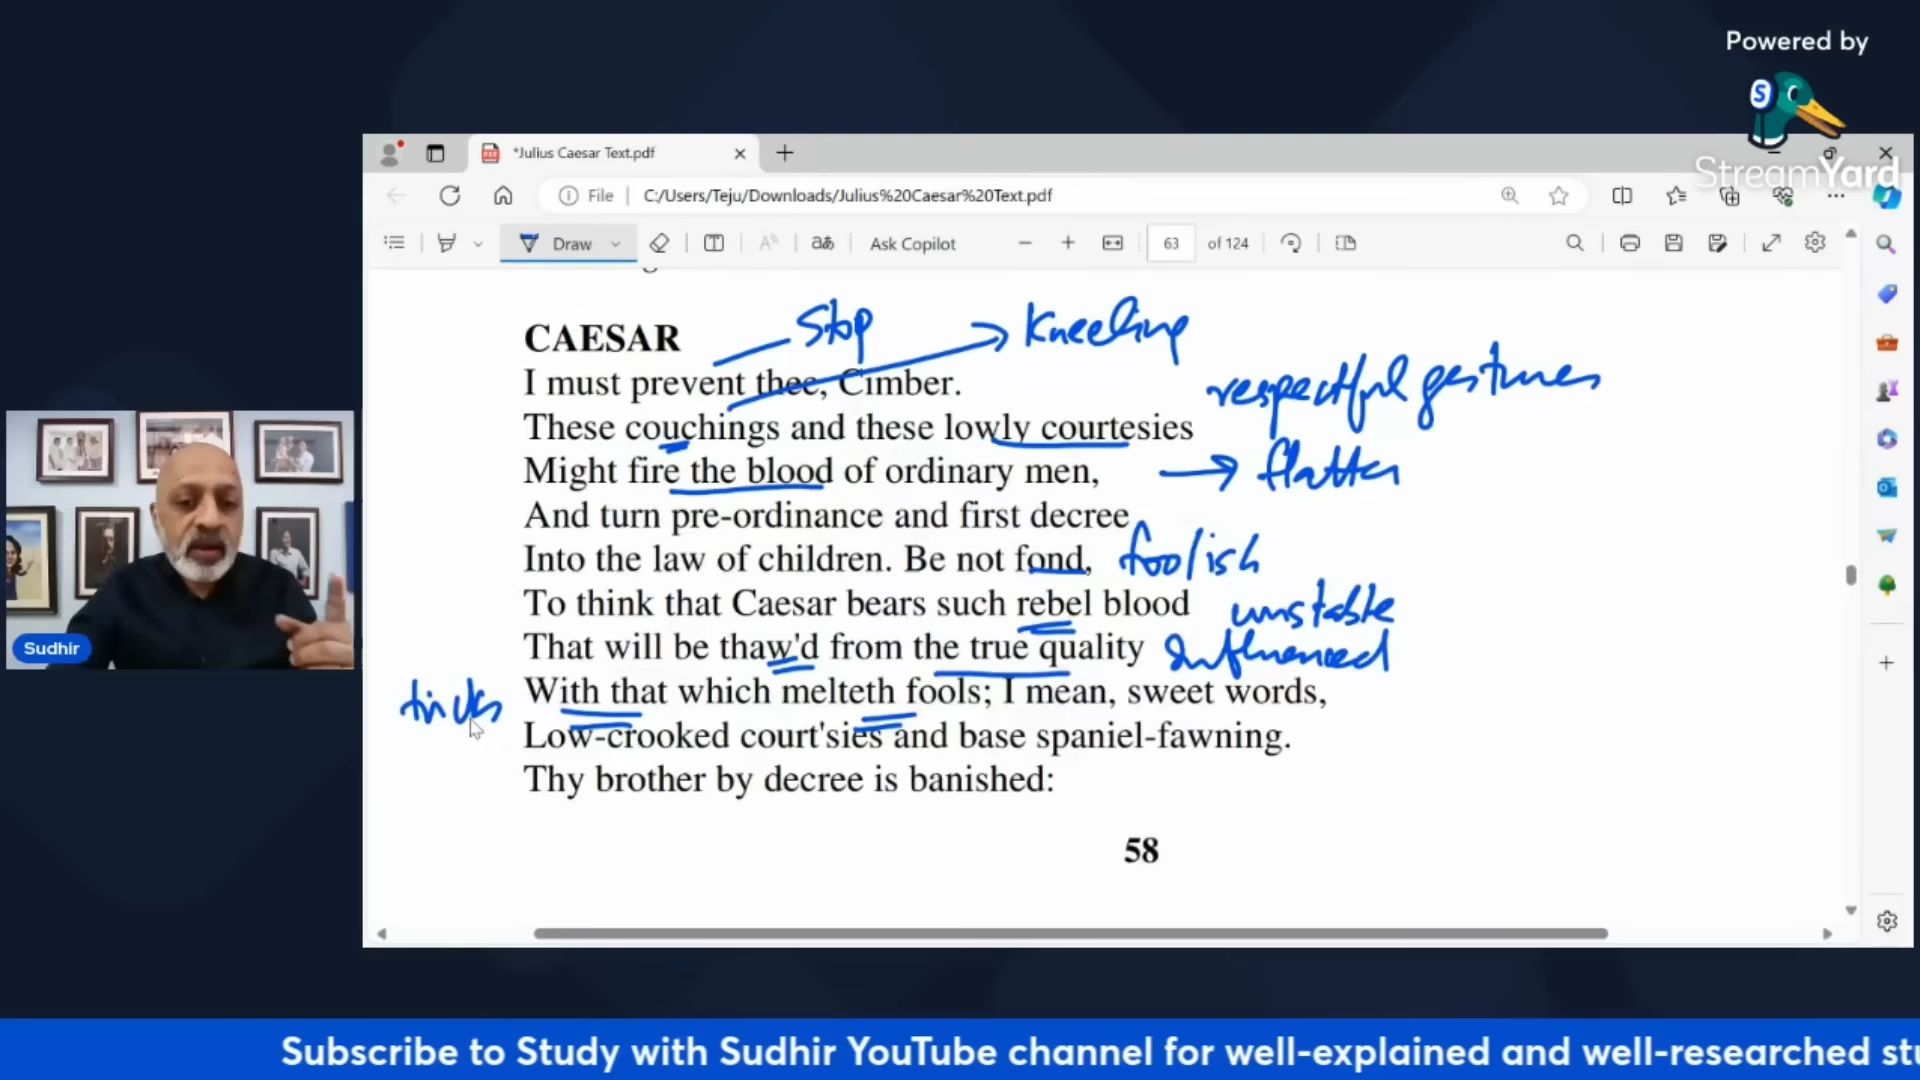 Powered by
StreamYard
*Julius Caesar Text.pdf
File
C:/Users/Teju/Downloads/Julius%20Caesar%20Text.pdf
Draw
Ask Copilot
63
of 124
CAESAR
Stop
Kneeling
I must prevent thee, Cimber.
respectful gestures
These couchings and these lowly courtesies
Might fire the blood of ordinary men,
flatter
And turn pre-ordinance and first decree
Into the law of children. Be not fond,
foolish
To think that Caesar bears such rebel blood
unstable
That will be thaw'd from the true quality
Influenced
tricks
With that which melteth fools; I mean, sweet words,
Low-crooked court'sies and base spaniel-fawning.
Thy brother by decree is banished:
58
Sudhir
Subscribe to Study with Sudhir YouTube channel for well-explained and well-researched stu